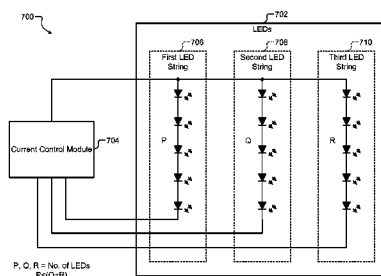 700
702
LEDs
706
708
710
First LED
String
Second LED
String
Third LED
String
P
Q
R
Current Control Module
704
P, Q, R = No. of LEDs
P≤(Q+R)